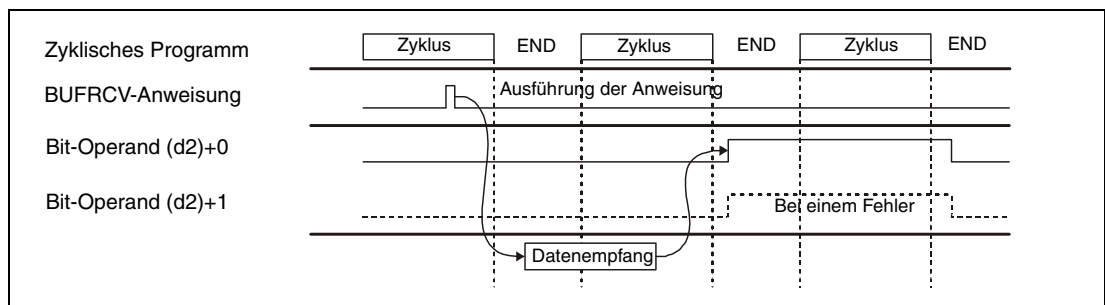 Zyklisches Programm Zyklus END Zyklus END Zyklus END
BUFRCV-Anweisung Ausführung der Anweisung
Bit-Operand (d2)+0
Bit-Operand (d2)+1 Bei einem Fehler
Datenempfang